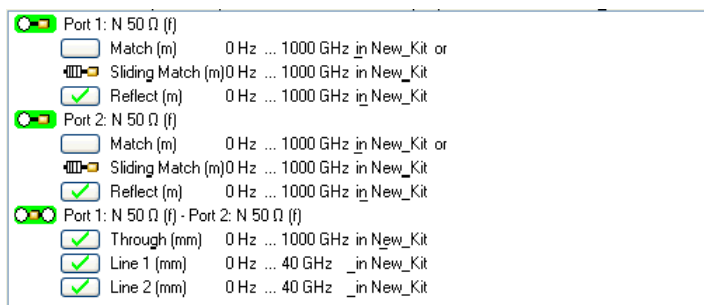 Port 1: N 50 Ω (f)
Match (m) 0 Hz ... 1000 GHz in New_Kit or
Sliding Match (m) 0 Hz ... 1000 GHz in New_Kit
Reflect (m) 0 Hz ... 1000 GHz in New_Kit
Port 2: N 50 Ω (f)
Match (m) 0 Hz ... 1000 GHz in New_Kit or
Sliding Match (m) 0 Hz ... 1000 GHz in New_Kit
Reflect (m) 0 Hz ... 1000 GHz in New_Kit
Port 1: N 50 Ω (f) - Port 2: N 50 Ω (f)
Through (mm) 0 Hz ... 1000 GHz in New_Kit
Line 1 (mm) 0 Hz ... 40 GHz _in New_Kit
Line 2 (mm) 0 Hz ... 40 GHz _in New_Kit